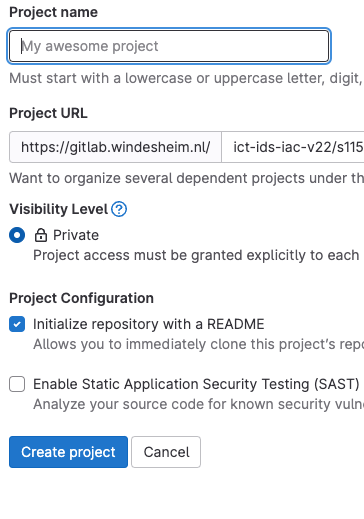 Project name
My awesome project
Must start with a lowercase or uppercase letter, digit,
Project URL
https://gitlab.windesheim.nl/ ict-ids-iac-v22/s115
Want to organize several dependent projects under the
Visibility Level ?
Private
Project access must be granted explicitly to each
Project Configuration
Initialize repository with a README
Allows you to immediately clone this project's repo
Enable Static Application Security Testing (SAST)
Analyze your source code for known security vuln
Create project Cancel